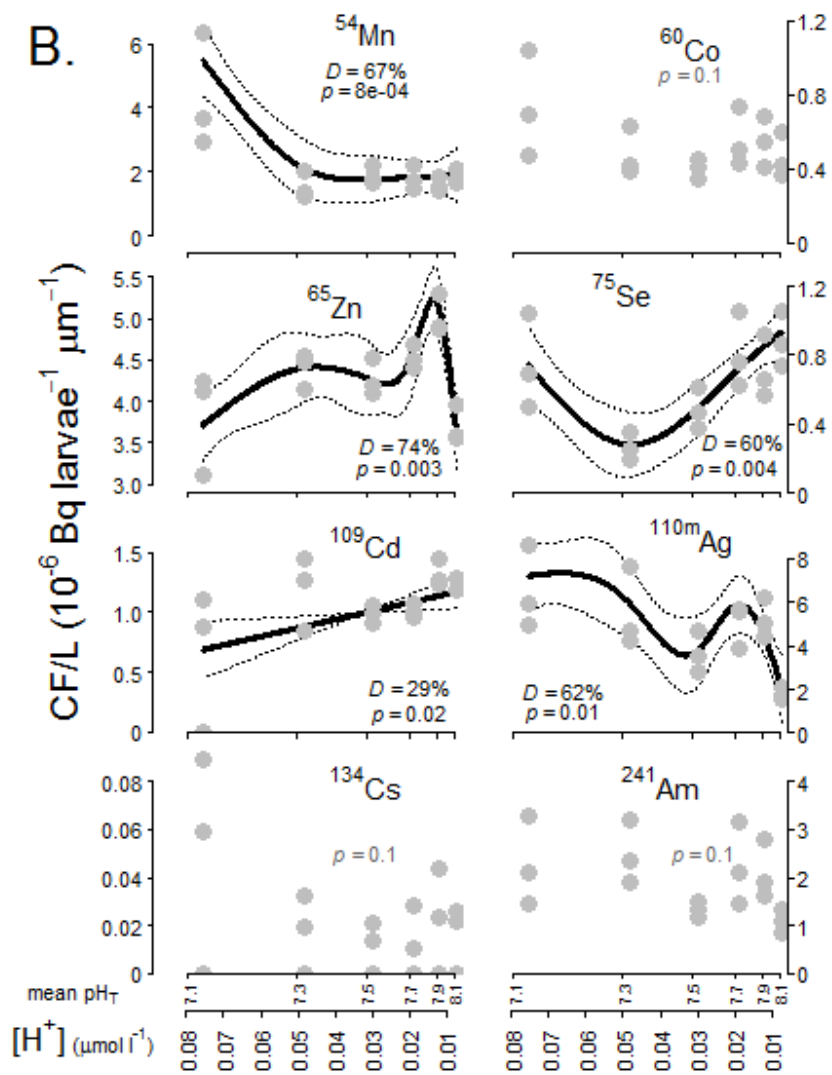 B.
CF/L (10⁻⁶ Bq larvae⁻¹ μm⁻¹)
⁵⁴Mn
D = 67%
p = 8e-04
6
4
2
0
⁶⁰Co
p = 0.1
1.2
0.8
0.4
0
⁶⁵Zn
D = 74%
p = 0.003
5.5
5.0
4.5
4.0
3.5
3.0
⁷⁵Se
D = 60%
p = 0.004
1.2
0.8
0.4
0
¹⁰⁹Cd
D = 29%
p = 0.02
1.5
1.0
0.5
0
¹¹⁰ᵐAg
D = 62%
p = 0.01
8
6
4
2
0
¹³⁴Cs
p = 0.1
0.08
0.06
0.04
0.02
0
²⁴¹Am
p = 0.1
4
3
2
1
0
mean pH_T 7.1 7.3 7.5 7.7 7.9 8.1 7.1 7.3 7.5 7.7 7.9 8.1
[H⁺] (μmol l⁻¹) 0.08 0.07 0.06 0.05 0.04 0.03 0.02 0.01 0.08 0.07 0.06 0.05 0.04 0.03 0.02 0.01